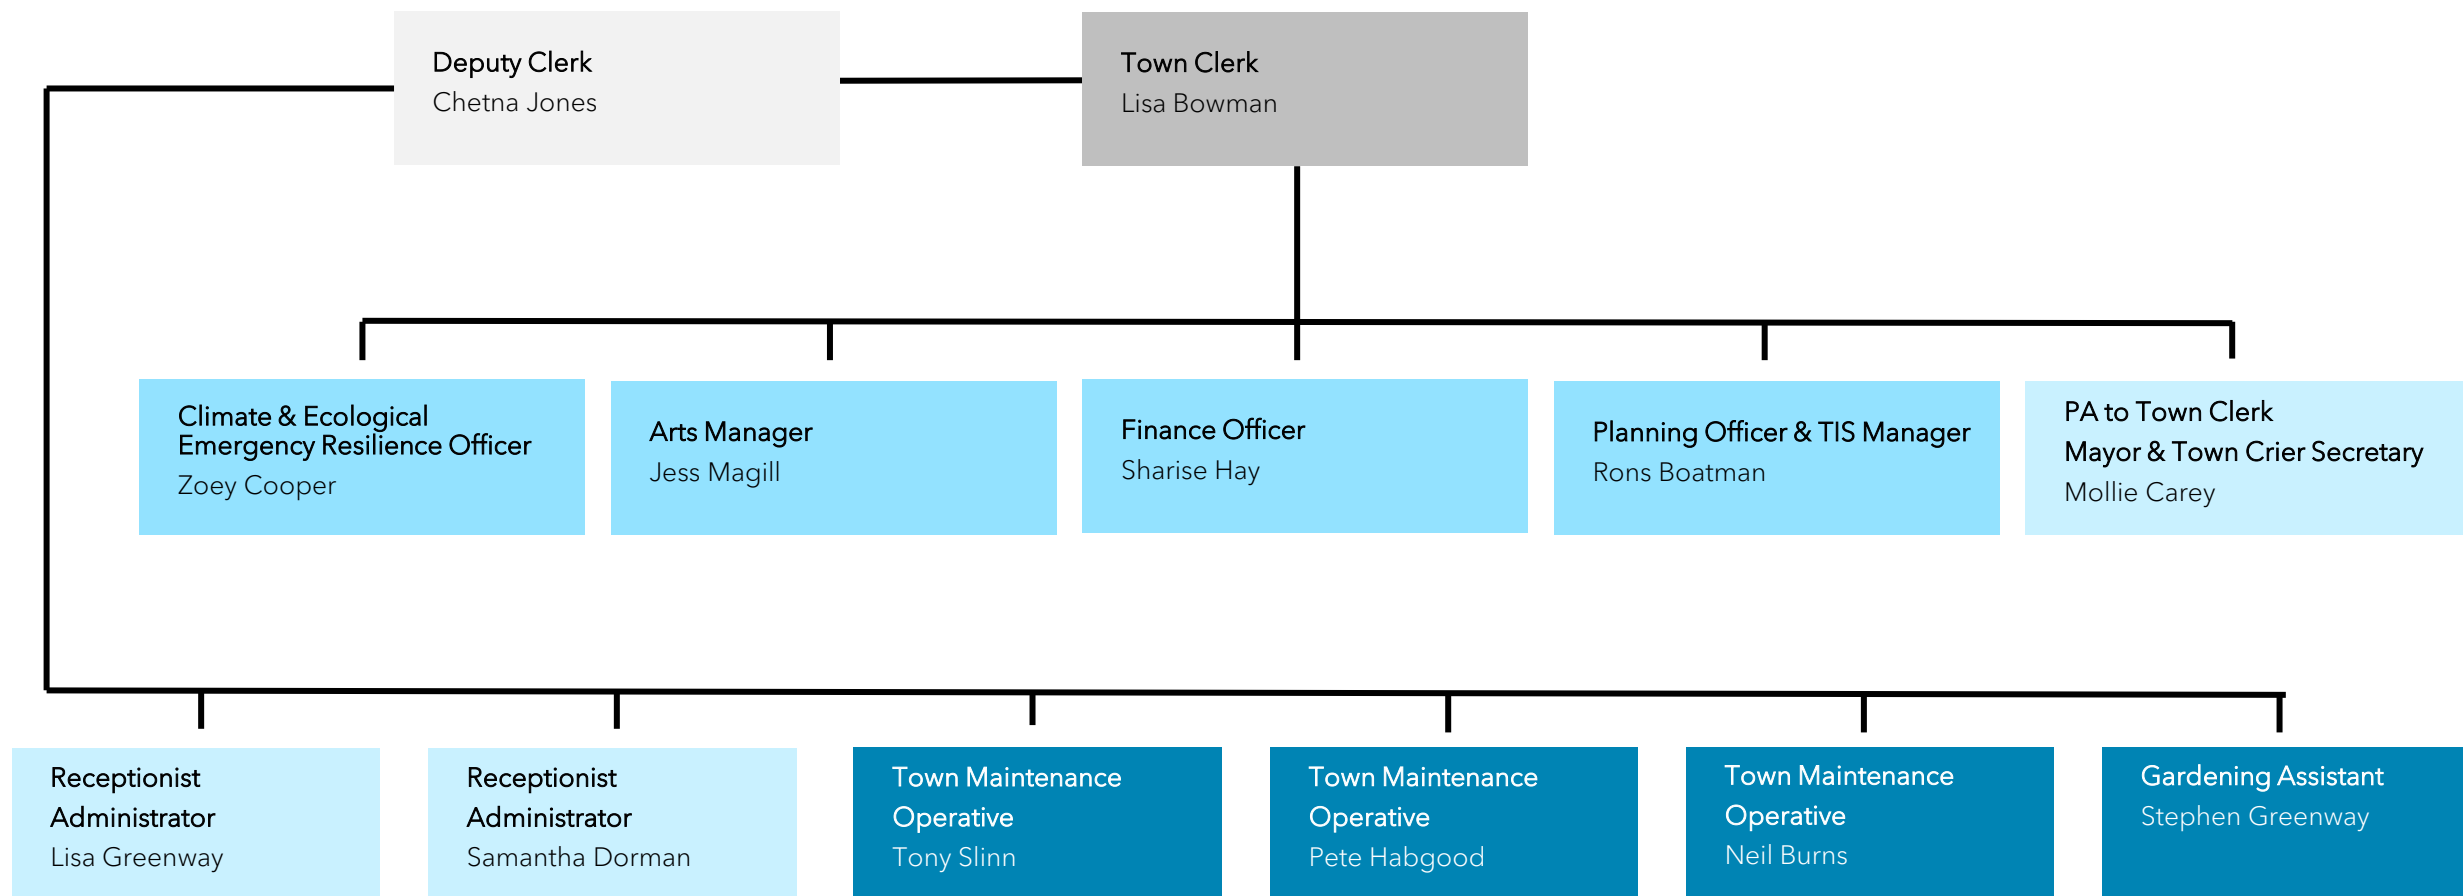 Deputy Clerk
Chetna Jones
Town Clerk
Lisa Bowman
Climate & Ecological
Emergency Resilience Officer
Zoey Cooper
Arts Manager
Jess Magill
Finance Officer
Sharise Hay
Planning Officer & TIS Manager
Rons Boatman
PA to Town Clerk
Mayor & Town Crier Secretary
Mollie Carey
Receptionist
Administrator
Lisa Greenway
Receptionist
Administrator
Samantha Dorman
Town Maintenance
Operative
Tony Slinn
Town Maintenance
Operative
Pete Habgood
Town Maintenance
Operative
Neil Burns
Gardening Assistant
Stephen Greenway